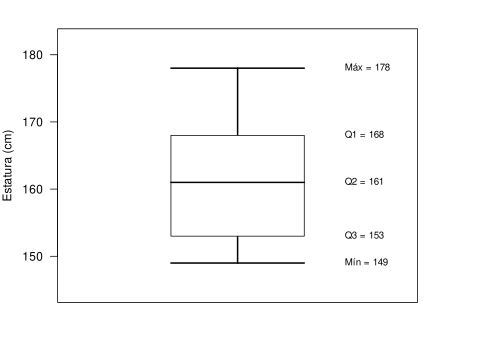 Estatura (cm)
180
170
160
150
Máx = 178
Q1 = 168
Q2 = 161
Q3 = 153
Mín = 149